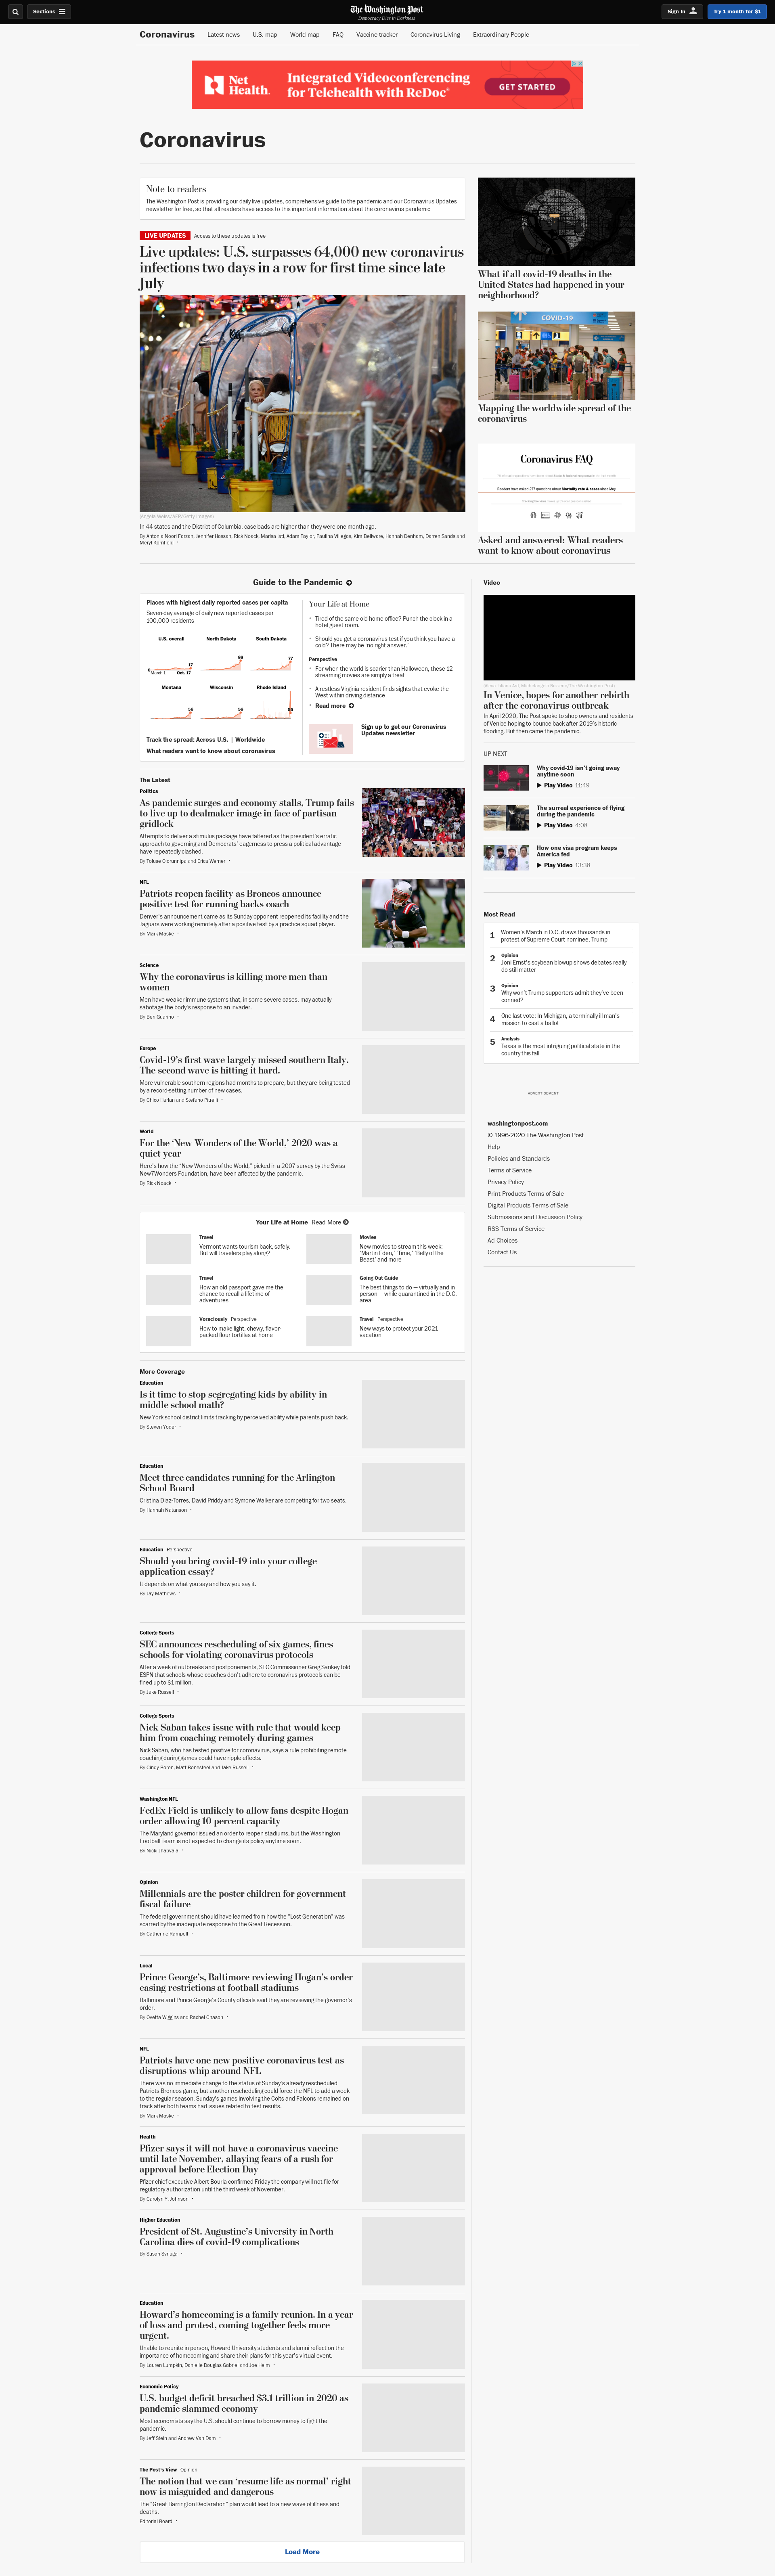 Sections
The Washington Post
Democracy Dies in Darkness
Sign In
Try 1 month for $1
Coronavirus
Latest news
U.S. map
World map
FAQ
Vaccine tracker
Coronavirus Living
Extraordinary People
Net Health.
Integrated Videoconferencing
for Telehealth with ReDoc®
GET STARTED
Coronavirus
Note to readers
The Washington Post is providing our daily live updates, comprehensive guide to the pandemic and our Coronavirus Updates
newsletter for free, so that all readers have access to this important information about the coronavirus pandemic
LIVE UPDATES Access to these updates is free
Live updates: U.S. surpasses 64,000 new coronavirus
infections two days in a row for first time since late
July
(Angela Weiss/AFP/Getty Images)
In 44 states and the District of Columbia, caseloads are higher than they were one month ago.
By Antonia Noori Farzan, Jennifer Hassan, Rick Noack, Marisa Iati, Adam Taylor, Paulina Villegas, Kim Bellware, Hannah Denham, Darren Sands and
Meryl Kornfield
What if all covid-19 deaths in the
United States had happened in your
neighborhood?
COVID-19
Mapping the worldwide spread of the
coronavirus
Coronavirus FAQ
Readers have asked 277 questions about Mortality rate & cases since May.
Asked and answered: What readers
want to know about coronavirus
Guide to the Pandemic
Places with highest daily reported cases per capita
Seven-day average of daily new reported cases per
100,000 residents
U.S. overall
North Dakota
South Dakota
0
17
March 1
Oct. 17
88
77
Montana
Wisconsin
Rhode Island
56
56
55
Track the spread: Across U.S. | Worldwide
What readers want to know about coronavirus
Your Life at Home
Tired of the same old home office? Punch the clock in a
hotel guest room.
Should you get a coronavirus test if you think you have a
cold? There may be 'no right answer.'
Perspective
For when the world is scarier than Halloween, these 12
streaming movies are simply a treat
A restless Virginia resident finds sights that evoke the
West within driving distance
Read more
Sign up to get our Coronavirus
Updates newsletter
The Latest
Politics
As pandemic surges and economy stalls, Trump fails
to live up to dealmaker image in face of partisan
gridlock
Attempts to deliver a stimulus package have faltered as the president's erratic
approach to governing and Democrats' eagerness to press a political advantage
have repeatedly clashed.
By Toluse Olorunnipa and Erica Werner
NFL
Patriots reopen facility as Broncos announce
positive test for running backs coach
Denver's announcement came as its Sunday opponent reopened its facility and the
Jaguars were working remotely after a positive test by a practice squad player.
By Mark Maske
Science
Why the coronavirus is killing more men than
women
Men have weaker immune systems that, in some severe cases, may actually
sabotage the body's response to an invader.
By Ben Guarino
Europe
Covid-19's first wave largely missed southern Italy.
The second wave is hitting it hard.
More vulnerable southern regions had months to prepare, but they are being tested
by a record-setting number of new cases.
By Chico Harlan and Stefano Pitrelli
World
For the 'New Wonders of the World,' 2020 was a
quiet year
Here's how the "New Wonders of the World," picked in a 2007 survey by the Swiss
New7Wonders Foundation, have been affected by the pandemic.
By Rick Noack
Your Life at Home Read More
Travel
Vermont wants tourism back, safely.
But will travelers play along?
Movies
New movies to stream this week:
'Martin Eden,' 'Time,' 'Belly of the
Beast' and more
Travel
How an old passport gave me the
chance to recall a lifetime of
adventures
Going Out Guide
The best things to do — virtually and in
person — while quarantined in the D.C.
area
Voraciously Perspective
How to make light, chewy, flavor-
packed flour tortillas at home
Travel Perspective
New ways to protect your 2021
vacation
More Coverage
Education
Is it time to stop segregating kids by ability in
middle school math?
New York school district limits tracking by perceived ability while parents push back.
By Steven Yoder
Education
Meet three candidates running for the Arlington
School Board
Cristina Diaz-Torres, David Priddy and Symone Walker are competing for two seats.
By Hannah Natanson
Education Perspective
Should you bring covid-19 into your college
application essay?
It depends on what you say and how you say it.
By Jay Mathews
College Sports
SEC announces rescheduling of six games, fines
schools for violating coronavirus protocols
After a week of outbreaks and postponements, SEC Commissioner Greg Sankey told
ESPN that schools whose coaches don't adhere to coronavirus protocols can be
fined up to $1 million.
By Jake Russell
College Sports
Nick Saban takes issue with rule that would keep
him from coaching remotely during games
Nick Saban, who has tested positive for coronavirus, says a rule prohibiting remote
coaching during games could have ripple effects.
By Cindy Boren, Matt Bonesteel and Jake Russell
Washington NFL
FedEx Field is unlikely to allow fans despite Hogan
order allowing 10 percent capacity
The Maryland governor issued an order to reopen stadiums, but the Washington
Football Team is not expected to change its policy anytime soon.
By Nicki Jhabvala
Opinion
Millennials are the poster children for government
fiscal failure
The federal government should have learned from how the "Lost Generation" was
scarred by the inadequate response to the Great Recession.
By Catherine Rampell
Local
Prince George's, Baltimore reviewing Hogan's order
easing restrictions at football stadiums
Baltimore and Prince George's County officials said they are reviewing the governor's
order.
By Ovetta Wiggins and Rachel Chason
NFL
Patriots have one new positive coronavirus test as
disruptions whip around NFL
There was no immediate change to the status of Sunday's already rescheduled
Patriots-Broncos game, but another rescheduling could force the NFL to add a week
to the regular season. Sunday's games involving the Colts and Falcons remained on
track after both teams had issues related to test results.
By Mark Maske
Health
Pfizer says it will not have a coronavirus vaccine
until late November, allaying fears of a rush for
approval before Election Day
Pfizer chief executive Albert Bourla confirmed Friday the company will not file for
regulatory authorization until the third week of November.
By Carolyn Y. Johnson
Higher Education
President of St. Augustine's University in North
Carolina dies of covid-19 complications
By Susan Svrluga
Education
Howard's homecoming is a family reunion. In a year
of loss and protest, coming together feels more
urgent.
Unable to reunite in person, Howard University students and alumni reflect on the
importance of homecoming and share their plans for this year's virtual event.
By Lauren Lumpkin, Danielle Douglas-Gabriel and Joe Heim
Economic Policy
U.S. budget deficit breached $3.1 trillion in 2020 as
pandemic slammed economy
Most economists say the U.S. should continue to borrow money to fight the
pandemic.
By Jeff Stein and Andrew Van Dam
The Post's View Opinion
The notion that we can 'resume life as normal' right
now is misguided and dangerous
The "Great Barrington Declaration" plan would lead to a new wave of illness and
deaths.
Editorial Board
Load More
Video
In Venice, hopes for another rebirth
after the coronavirus outbreak
In April 2020, The Post spoke to shop owners and residents
of Venice hoping to bounce back after 2019's historic
flooding. But then came the pandemic.
UP NEXT
Why covid-19 isn't going away
anytime soon
Play Video 11:49
The surreal experience of flying
during the pandemic
Play Video 4:08
How one visa program keeps
America fed
Play Video 13:38
Most Read
1 Women's March in D.C. draws thousands in
protest of Supreme Court nominee, Trump
2 Opinion
Joni Ernst's soybean blowup shows debates really
do still matter
3 Opinion
Why won't Trump supporters admit they've been
conned?
4 One last vote: In Michigan, a terminally ill man's
mission to cast a ballot
5 Analysis
Texas is the most intriguing political state in the
country this fall
ADVERTISEMENT
washingtonpost.com
© 1996-2020 The Washington Post
Help
Policies and Standards
Terms of Service
Privacy Policy
Print Products Terms of Sale
Digital Products Terms of Sale
Submissions and Discussion Policy
RSS Terms of Service
Ad Choices
Contact Us